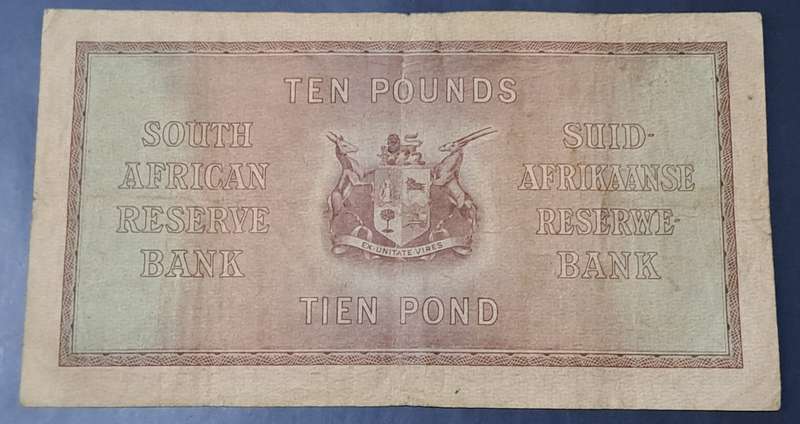 TEN POUNDS
SOUTH
AFRICAN
RESERVE
BANK
EX·UNITATE·VIRES
SUID-
AFRIKAANSE
RESERWE-
BANK
TIEN POND